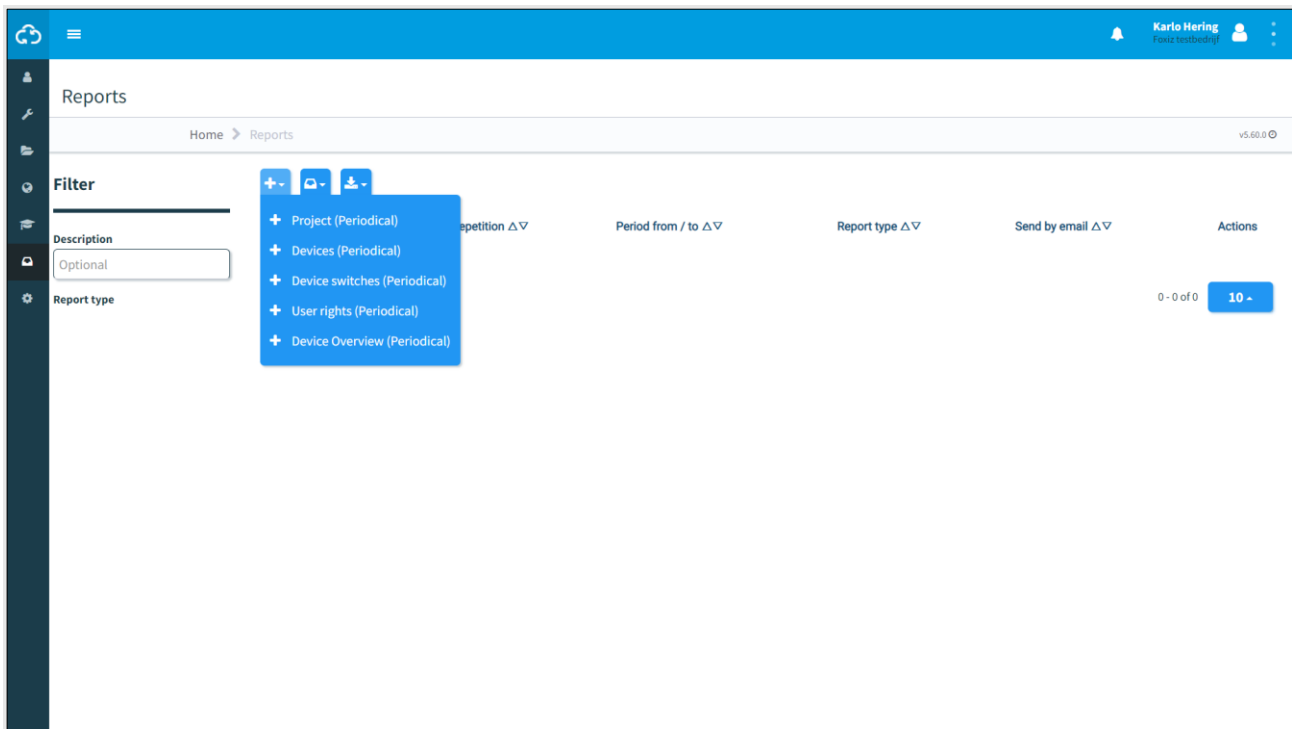 Karlo Hering
Foxiz testbedrijf
Reports
Home Reports
v5.60.0
Filter
Description
Optional
Report type
Project (Periodical)
Devices (Periodical)
Device switches (Periodical)
User rights (Periodical)
Device Overview (Periodical)
epetition Period from / to Report type Send by email Actions
0 - 0 of 0 10